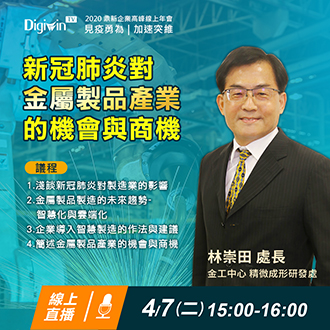 Digiwin TV
2020 鼎新企業高峰線上年會
見疫勇為 | 加速突維
新冠肺炎對
金屬製品產業
的機會與商機
議程
1.淺談新冠肺炎對製造業的影響
2.金屬製品製造的未來趨勢-
智慧化與雲端化
3.企業導入智慧製造的作法與建議
4.簡述金屬製品產業的機會與商機
林崇田 處長
金工中心 精微成形研發處
線上
直播
4/7(二) 15:00-16:00